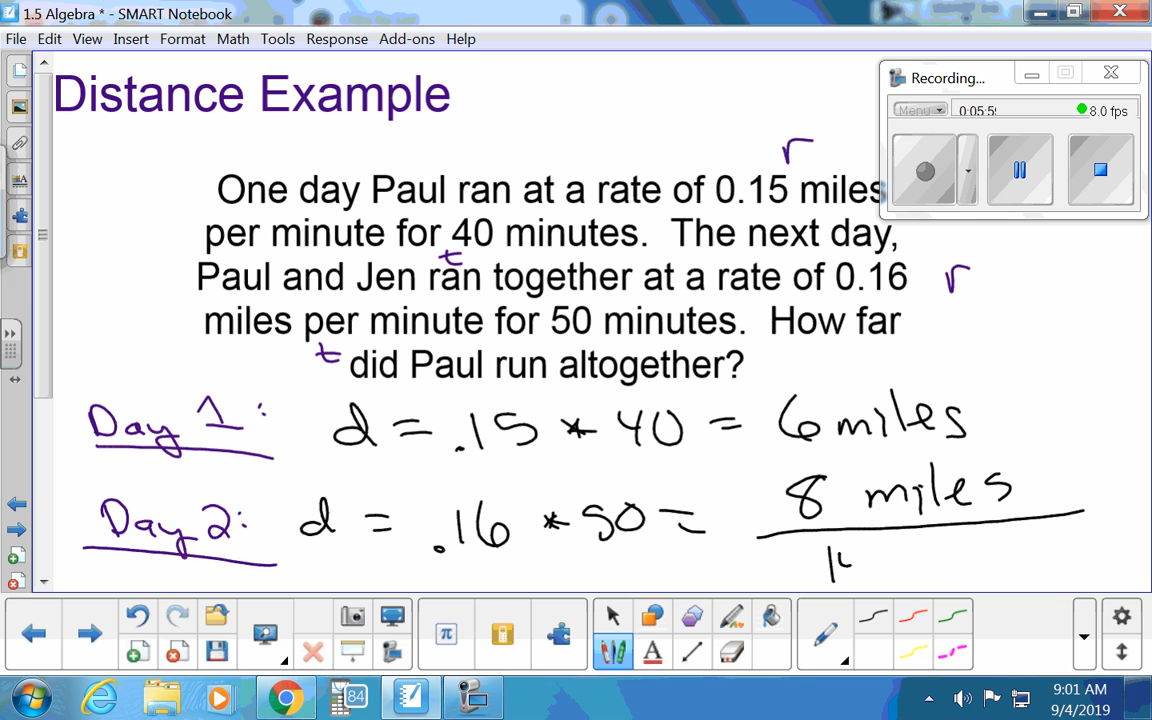 1.5 Algebra * - SMART Notebook
File Edit View Insert Format Math Tools Response Add-ons Help
Recording...
Menu 0:05:59 8.0 fps
Distance Example
r
One day Paul ran at a rate of 0.15 miles
per minute for 40 minutes. The next day,
t
Paul and Jen ran together at a rate of 0.16 r
miles per minute for 50 minutes. How far
t did Paul run altogether?
Day 1: d = .15 * 40 = 6 miles
Day 2: d = .16 * 50 = 8 miles
14
π
A
84
9:01 AM
9/4/2019